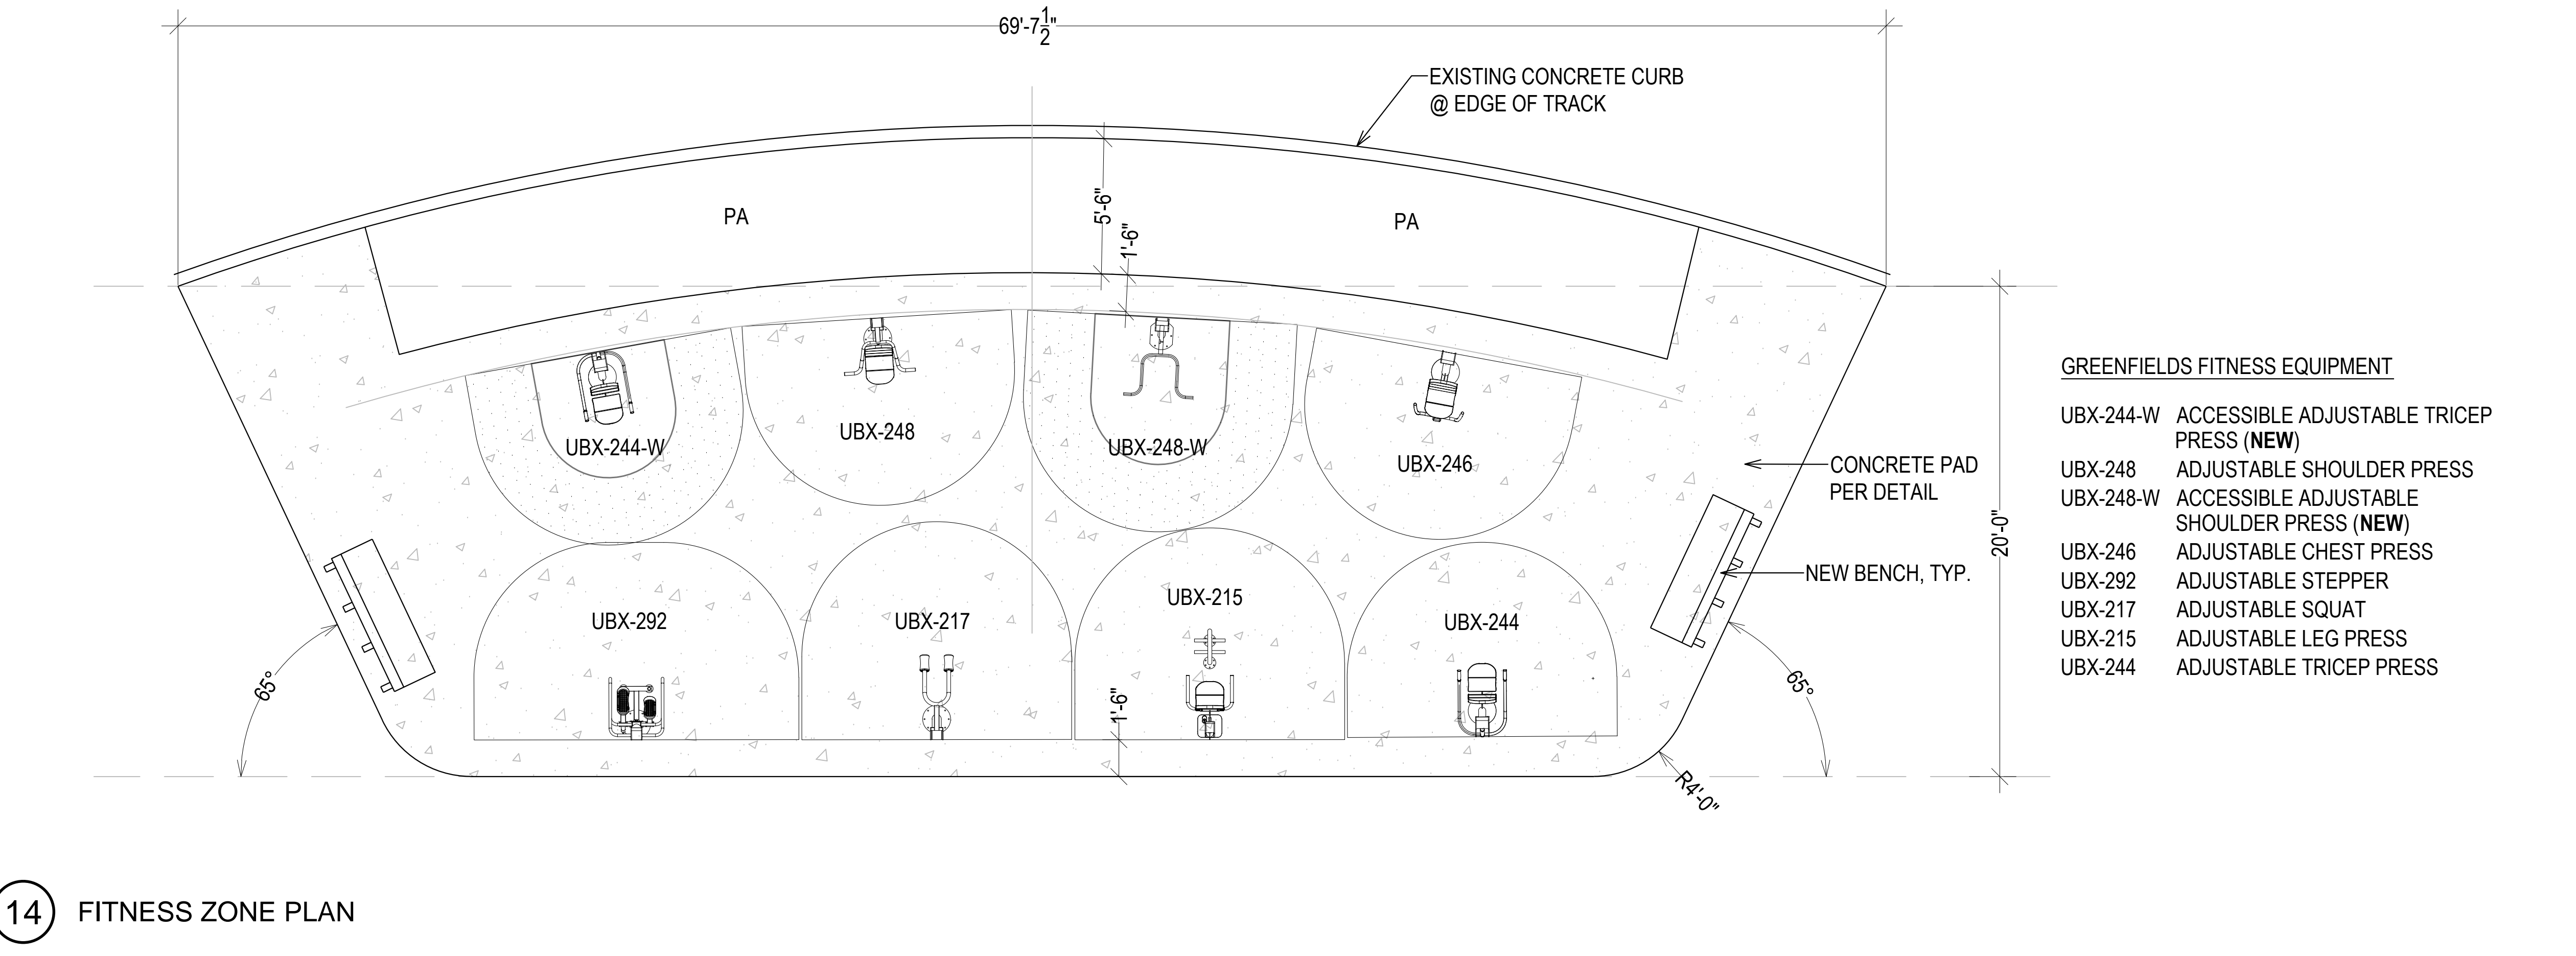 69'-7 1/2"
EXISTING CONCRETE CURB
@ EDGE OF TRACK
PA
PA
5'-6"
1'-6"
UBX-244-W
UBX-248
UBX-248-W
UBX-246
CONCRETE PAD
PER DETAIL
NEW BENCH, TYP.
20'-0"
UBX-292
UBX-217
UBX-215
UBX-244
65°
65°
1'-6"
R4'-0"
GREENFIELDS FITNESS EQUIPMENT
UBX-244-W ACCESSIBLE ADJUSTABLE TRICEP
PRESS (NEW)
UBX-248 ADJUSTABLE SHOULDER PRESS
UBX-248-W ACCESSIBLE ADJUSTABLE
SHOULDER PRESS (NEW)
UBX-246 ADJUSTABLE CHEST PRESS
UBX-292 ADJUSTABLE STEPPER
UBX-217 ADJUSTABLE SQUAT
UBX-215 ADJUSTABLE LEG PRESS
UBX-244 ADJUSTABLE TRICEP PRESS
14 FITNESS ZONE PLAN